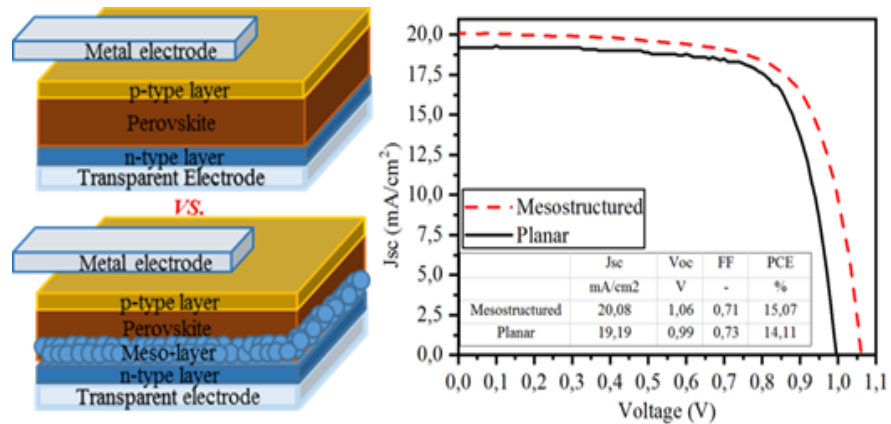 Metal electrode
p-type layer
Perovskite
n-type layer
Transparent Electrode
VS.
Metal electrode
p-type layer
Perovskite
Meso-layer
n-type layer
Transparent electrode
Jsc (mA/cm²)
20,0
17,5
15,0
12,5
10,0
7,5
5,0
2,5
0,0
Mesostructured
Planar
Jsc Voc FF PCE
mA/cm2 V - %
Mesostructured 20,08 1,06 0,71 15,07
Planar 19,19 0,99 0,73 14,11
0,0 0,1 0,2 0,3 0,4 0,5 0,6 0,7 0,8 0,9 1,0 1,1
Voltage (V)